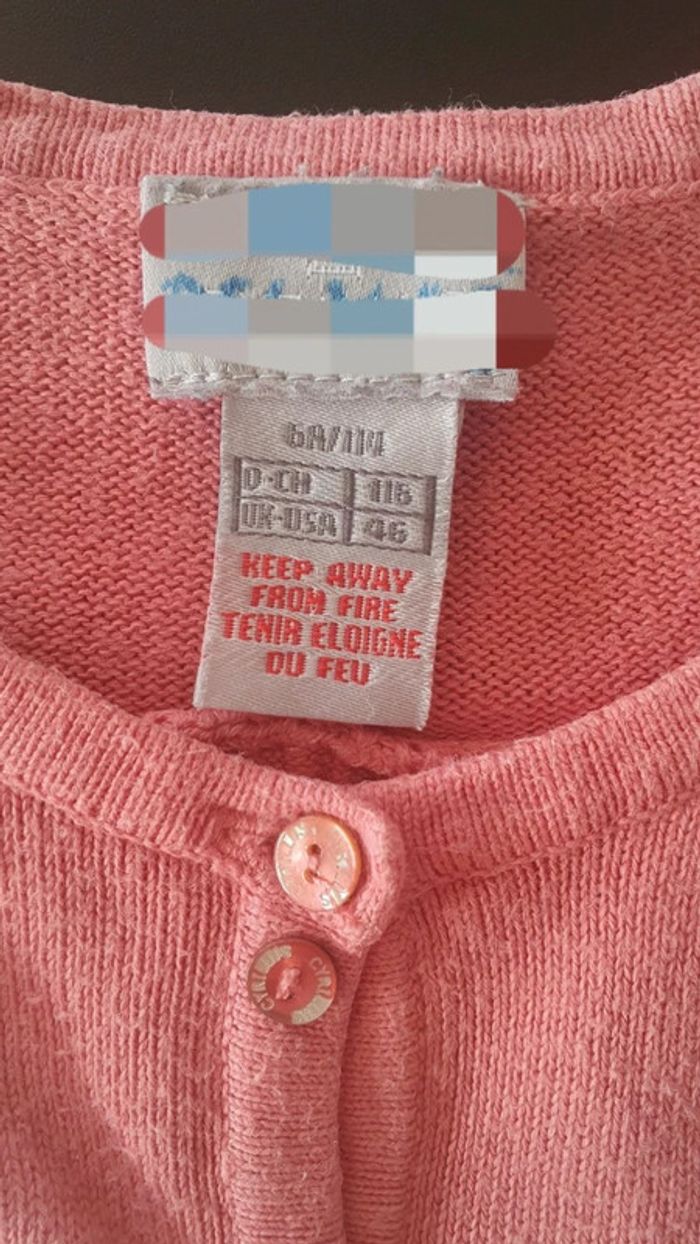 6A/114
D-CH 116
UK-USA 46
KEEP AWAY
FROM FIRE
TENIR ELOIGNE
DU FEU